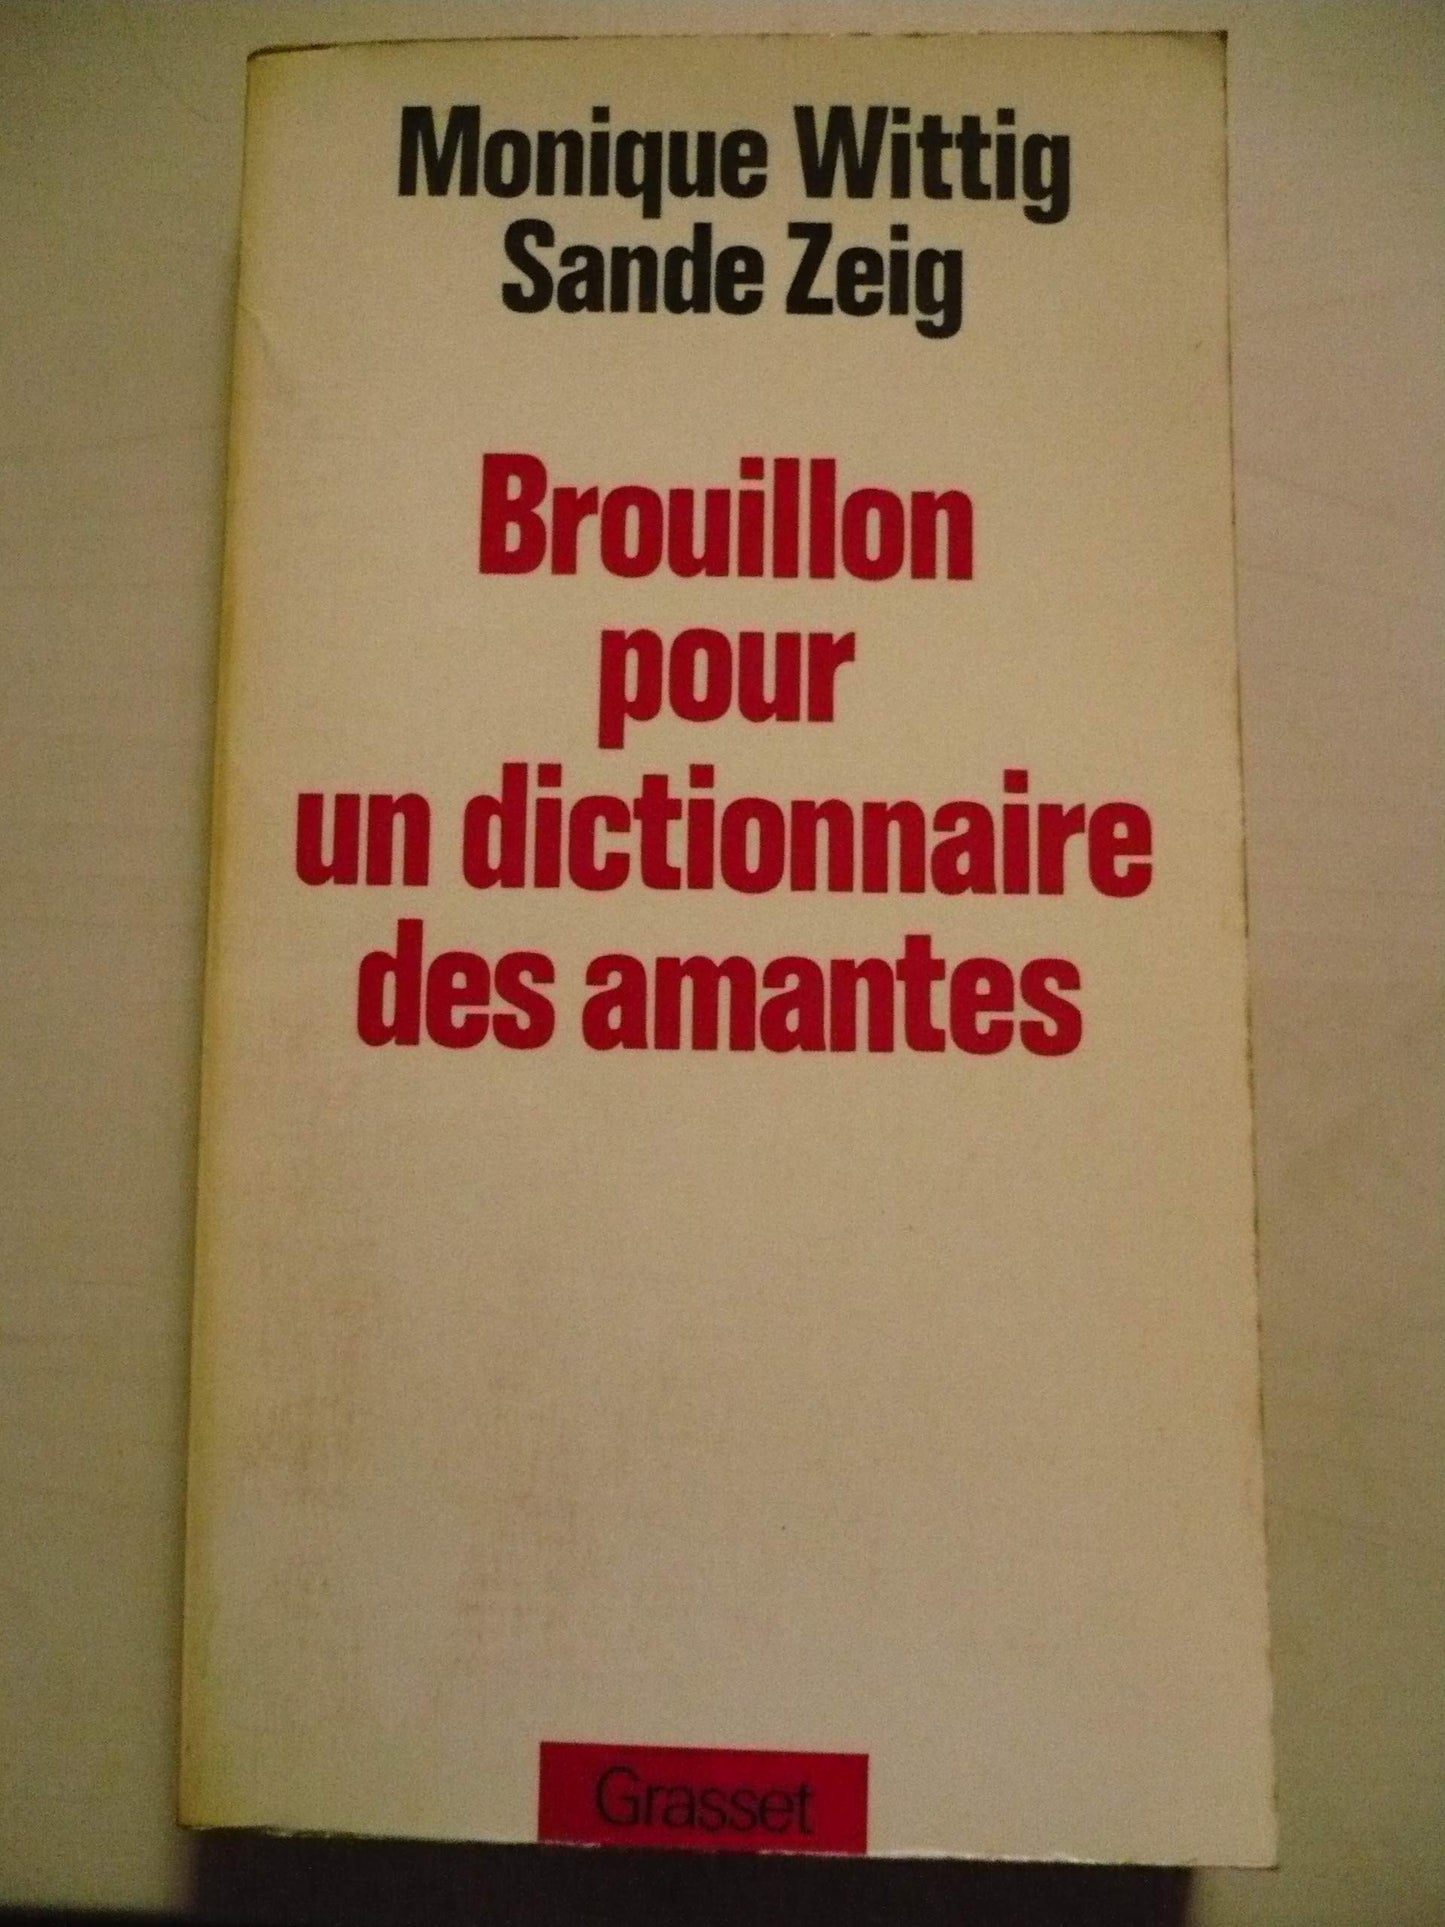 Monique Wittig
Sande Zeig
Brouillon
pour
un dictionnaire
des amantes
Grasset